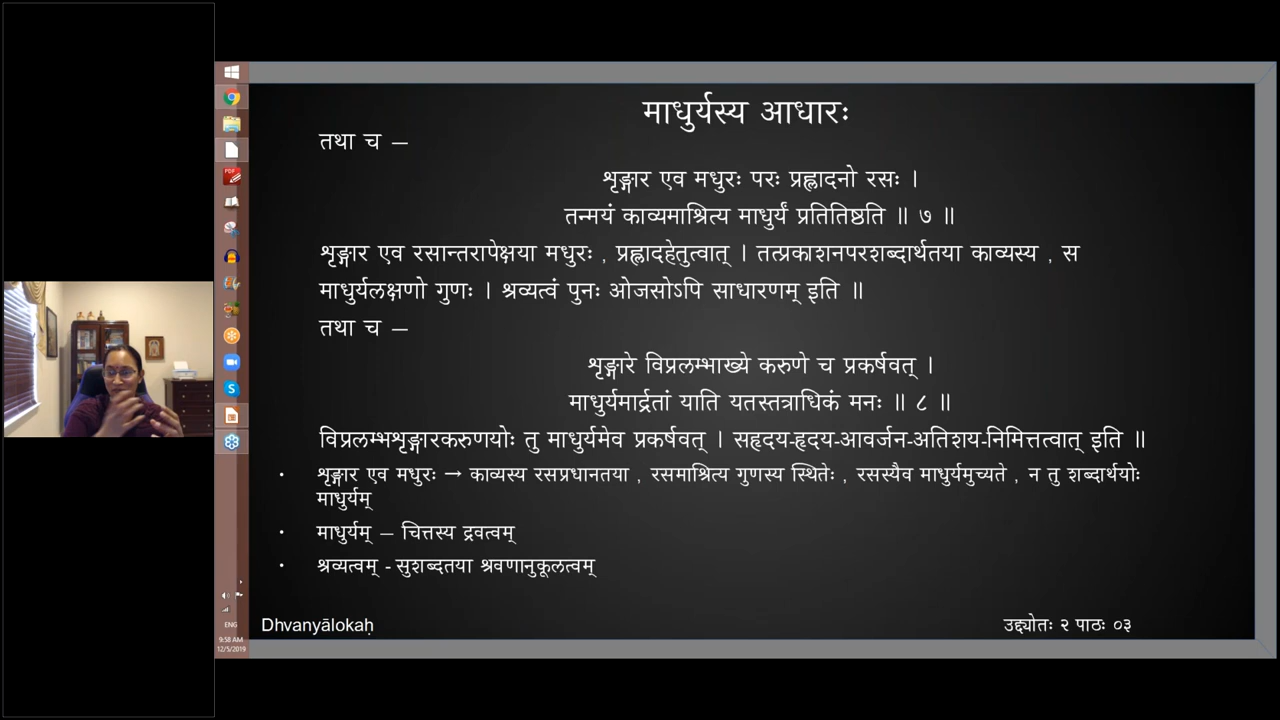 माधुर्यस्य आधारः
तथा च –
शृङ्गार एव मधुरः परः प्रह्लादनो रसः ।
तन्मयं काव्यमाश्रित्य माधुर्यं प्रतितिष्ठति ॥ ७ ॥
शृङ्गार एव रसान्तरापेक्षया मधुरः , प्रह्लादहेतुत्वात् । तत्प्रकाशनपरशब्दार्थतया काव्यस्य , स
माधुर्यलक्षणो गुणः । श्रव्यत्वं पुनः ओजसोऽपि साधारणम् इति ॥
तथा च –
शृङ्गारे विप्रलम्भाख्ये करुणे च प्रकर्षवत् ।
माधुर्यमार्द्रतां याति यतस्तत्राधिकं मनः ॥ ८ ॥
विप्रलम्भशृङ्गारकरुणयोः तु माधुर्यमेव प्रकर्षवत् । सहृदय-हृदय-आवर्जन-अतिशय-निमित्तत्वात् इति ॥
• शृङ्गार एव मधुरः → काव्यस्य रसप्रधानतया , रसमाश्रित्य गुणस्य स्थितेः , रसस्यैव माधुर्यमुच्यते , न तु शब्दार्थयोः
माधुर्यम्
• माधुर्यम् – चित्तस्य द्रवत्वम्
• श्रव्यत्वम् - सुशब्दतया श्रवणानुकूलत्वम्
Dhvanyālokaḥ
उद्द्योतः २ पाठः ०३
PDF
ENG
9:58 AM
12/5/2019